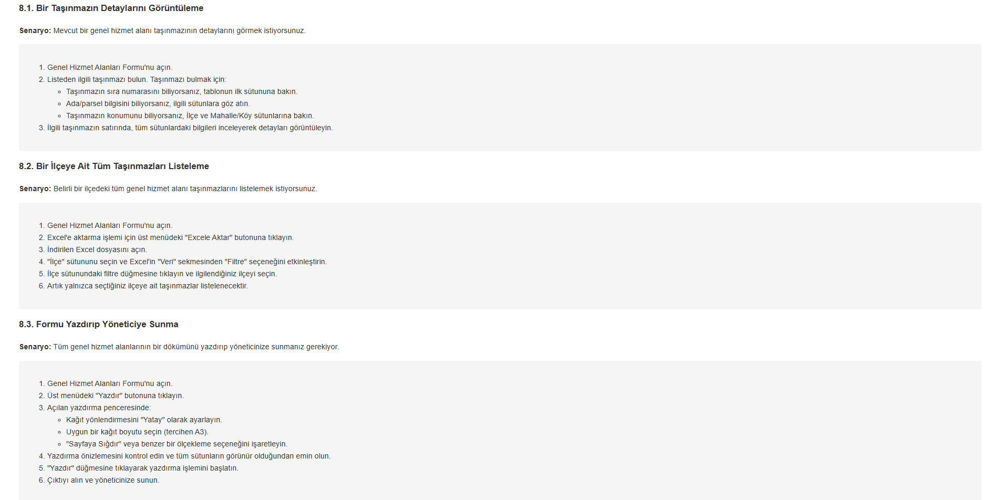 8.1. Bir Taşınmazın Detaylarını Görüntüleme
Senaryo: Mevcut bir genel hizmet alanı taşınmazının detaylarını görmek istiyorsunuz.
1. Genel Hizmet Alanları Formu'nu açın.
2. Listeden ilgili taşınmazı bulun. Taşınmazı bulmak için:
◦ Taşınmazın sıra numarasını biliyorsanız, tablonun ilk sütununa bakın.
◦ Ada/parsel bilgisini biliyorsanız, ilgili sütunlara göz atın.
◦ Taşınmazın konumunu biliyorsanız, İlçe ve Mahalle/Köy sütunlarına bakın.
3. İlgili taşınmazın satırında, tüm sütunlardaki bilgileri inceleyerek detayları görüntüleyin.
8.2. Bir İlçeye Ait Tüm Taşınmazları Listeleme
Senaryo: Belirli bir ilçedeki tüm genel hizmet alanı taşınmazlarını listelemek istiyorsunuz.
1. Genel Hizmet Alanları Formu'nu açın.
2. Excel'e aktarma işlemi için üst menüdeki "Excele Aktar" butonuna tıklayın.
3. İndirilen Excel dosyasını açın.
4. "İlçe" sütununu seçin ve Excel'in "Veri" sekmesinden "Filtre" seçeneğini etkinleştirin.
5. İlçe sütunundaki filtre düğmesine tıklayın ve ilgilendiğiniz ilçeyi seçin.
6. Artık yalnızca seçtiğiniz ilçeye ait taşınmazlar listelenecektir.
8.3. Formu Yazdırıp Yöneticiye Sunma
Senaryo: Tüm genel hizmet alanlarının bir dökümünü yazdırıp yöneticinize sunmanız gerekiyor.
1. Genel Hizmet Alanları Formu'nu açın.
2. Üst menüdeki "Yazdır" butonuna tıklayın.
3. Açılan yazdırma penceresinde:
◦ Kağıt yönlendirmesini "Yatay" olarak ayarlayın.
◦ Uygun bir kağıt boyutu seçin (tercihen A3).
◦ "Sayfaya Sığdır" veya benzer bir ölçekleme seçeneğini işaretleyin.
4. Yazdırma önizlemesini kontrol edin ve tüm sütunların görünür olduğundan emin olun.
5. "Yazdır" düğmesine tıklayarak yazdırma işlemini başlatın.
6. Çıktıyı alın ve yöneticinize sunun.